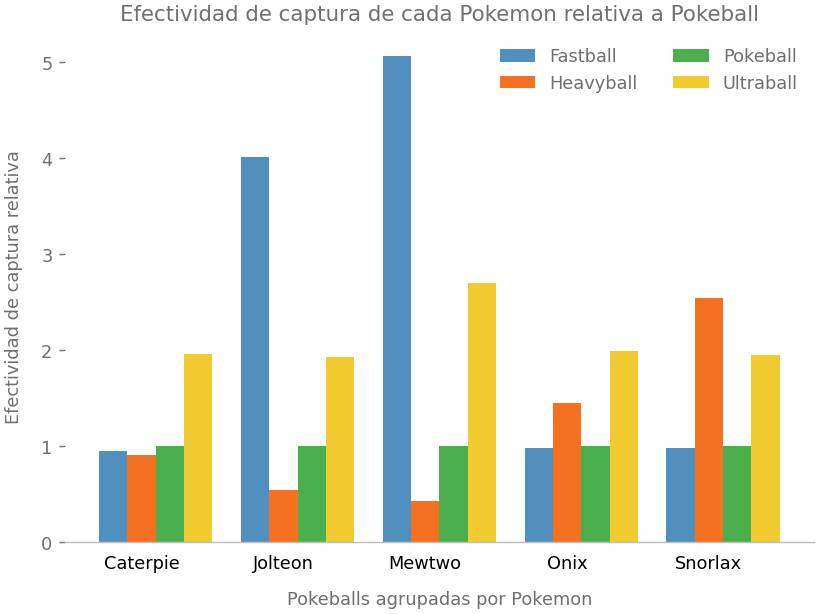 Efectividad de captura de cada Pokemon relativa a Pokeball
Fastball
Heavyball
Pokeball
Ultraball
Efectividad de captura relativa
5
4
3
2
1
0
Caterpie
Jolteon
Mewtwo
Onix
Snorlax
Pokeballs agrupadas por Pokemon